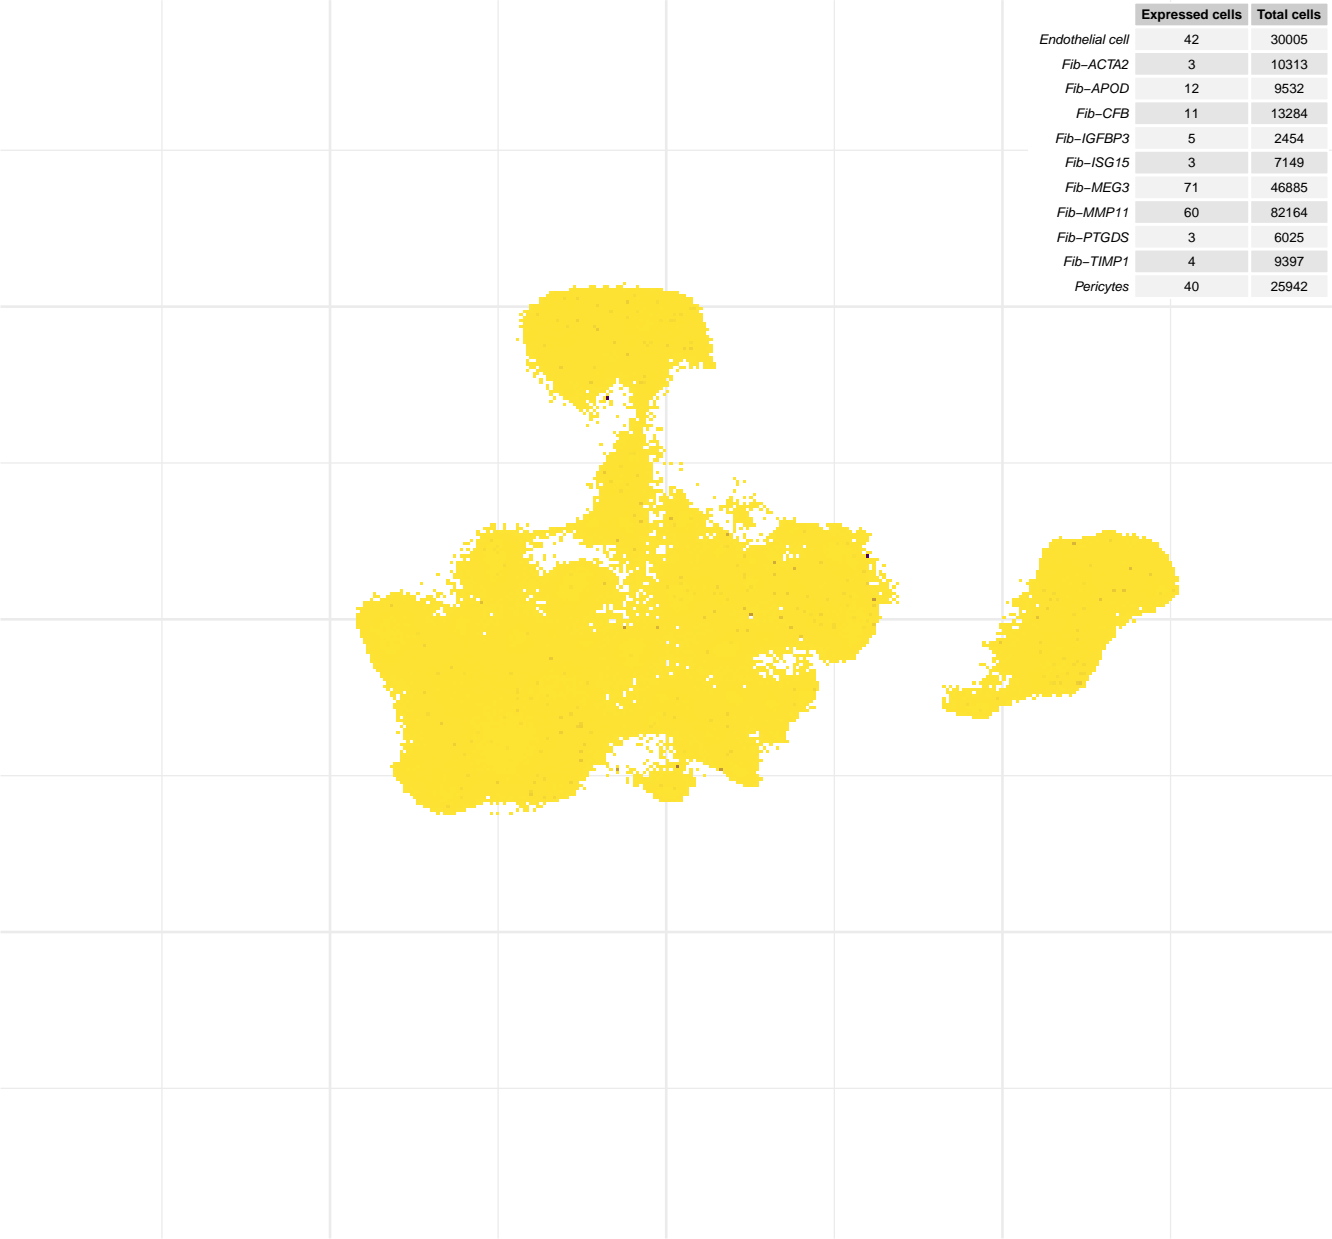 Expressed cells Total cells
Endothelial cell 42 30005
Fib−ACTA2 3 10313
Fib−APOD 12 9532
Fib−CFB 11 13284
Fib−IGFBP3 5 2454
Fib−ISG15 3 7149
Fib−MEG3 71 46885
Fib−MMP11 60 82164
Fib−PTGDS 3 6025
Fib−TIMP1 4 9397
Pericytes 40 25942